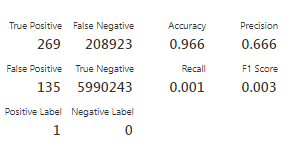 True Positive False Negative Accuracy Precision
269 208923 0.966 0.666
False Positive True Negative Recall F1 Score
135 5990243 0.001 0.003
Positive Label Negative Label
1 0